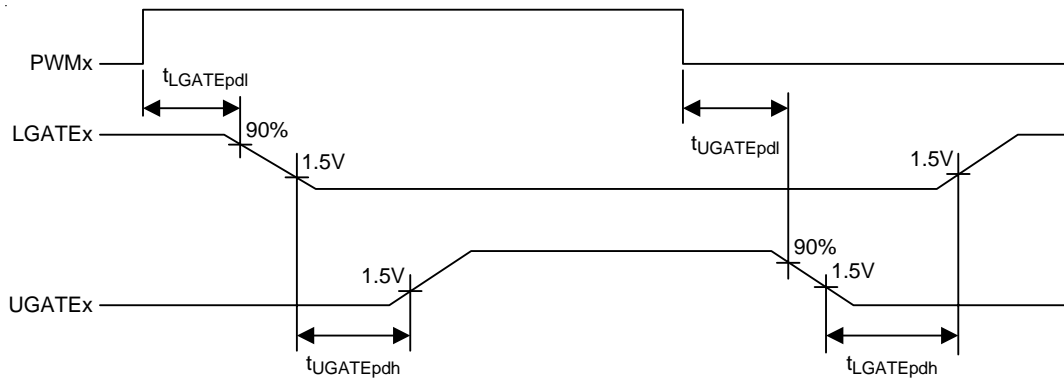 PWMx
tLGATEpdl
LGATEx
90%
1.5V
tUGATEpdl
1.5V
90%
1.5V
1.5V
UGATEx
tUGATEpdh
tLGATEpdh